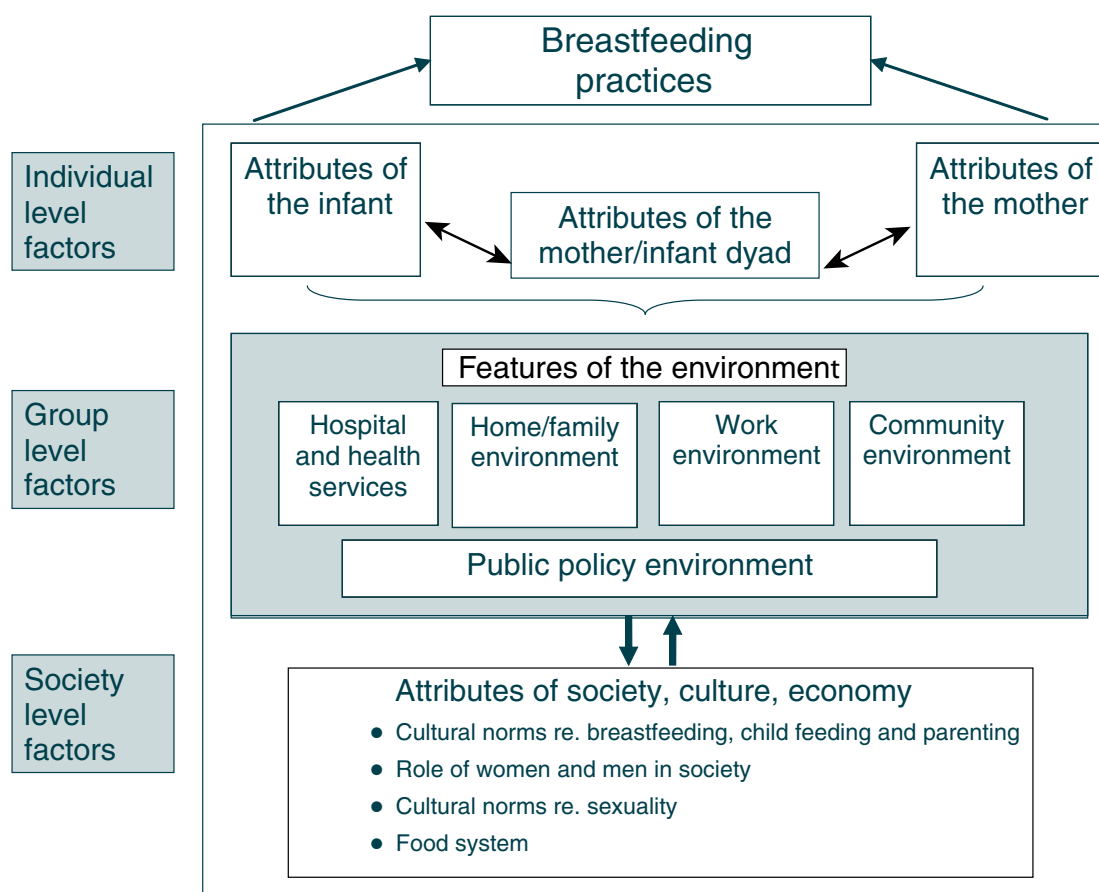 Breastfeeding
practices
Individual
level
factors
Attributes of
the infant
Attributes of the
mother/infant dyad
Attributes of
the mother
Group
level
factors
Features of the environment
Hospital
and health
services
Home/family
environment
Work
environment
Community
environment
Public policy environment
Society
level
factors
Attributes of society, culture, economy
● Cultural norms re. breastfeeding, child feeding and parenting
● Role of women and men in society
● Cultural norms re. sexuality
● Food system